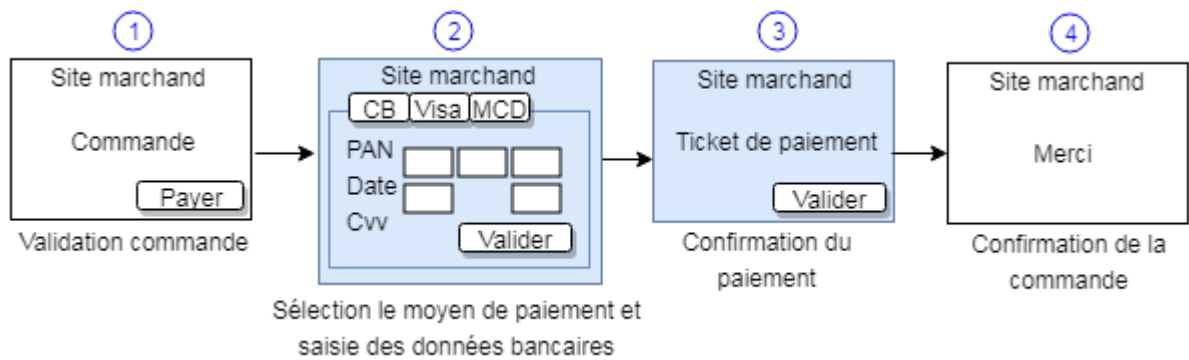 1
Site marchand
Commande
Payer
Validation commande
2
Site marchand
CB Visa MCD
PAN
Date
Cvv
Valider
Sélection le moyen de paiement et
saisie des données bancaires
3
Site marchand
Ticket de paiement
Valider
Confirmation du
paiement
4
Site marchand
Merci
Confirmation de la
commande